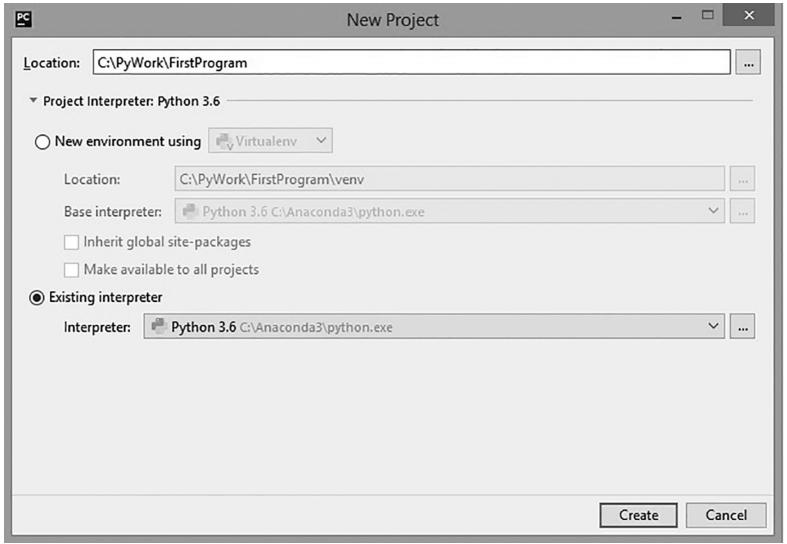 PC
New Project
Location: C:\PyWork\FirstProgram ...
Project Interpreter: Python 3.6
New environment using Virtualenv
Location: C:\PyWork\FirstProgram\venv ...
Base interpreter: Python 3.6 C:\Anaconda3\python.exe ...
Inherit global site-packages
Make available to all projects
Existing interpreter
Interpreter: Python 3.6 C:\Anaconda3\python.exe ...
Create Cancel